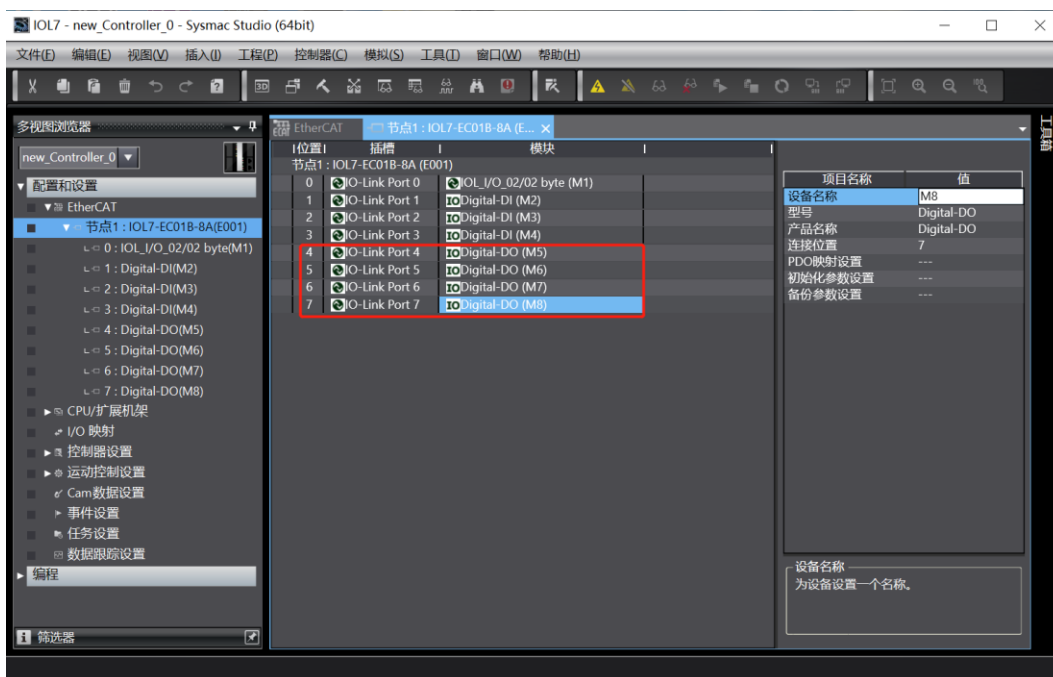 IOL7 - new_Controller_0 - Sysmac Studio (64bit)
文件(F) 编辑(E) 视图(V) 插入(I) 工程(P) 控制器(C) 模拟(S) 工具(T) 窗口(W) 帮助(H)
多视图浏览器
new_Controller_0
配置和设置
EtherCAT
节点1 : IOL7-EC01B-8A(E001)
0 : IOL_I/O_02/02 byte(M1)
1 : Digital-DI(M2)
2 : Digital-DI(M3)
3 : Digital-DI(M4)
4 : Digital-DO(M5)
5 : Digital-DO(M6)
6 : Digital-DO(M7)
7 : Digital-DO(M8)
CPU/扩展机架
I/O 映射
控制器设置
运动控制设置
Cam数据设置
事件设置
任务设置
数据跟踪设置
编程
筛选器
EtherCAT 节点1 : IOL7-EC01B-8A (E...
位置 插槽 模块
节点1 : IOL7-EC01B-8A (E001)
0 IO-Link Port 0 IOL_I/O_02/02 byte (M1)
1 IO-Link Port 1 Digital-DI (M2)
2 IO-Link Port 2 Digital-DI (M3)
3 IO-Link Port 3 Digital-DI (M4)
4 IO-Link Port 4 Digital-DO (M5)
5 IO-Link Port 5 Digital-DO (M6)
6 IO-Link Port 6 Digital-DO (M7)
7 IO-Link Port 7 Digital-DO (M8)
项目名称 值
设备名称 M8
型号 Digital-DO
产品名称 Digital-DO
连接位置 7
PDO映射设置 ---
初始化参数设置 ---
备份参数设置 ---
设备名称
为设备设置一个名称。
工具箱